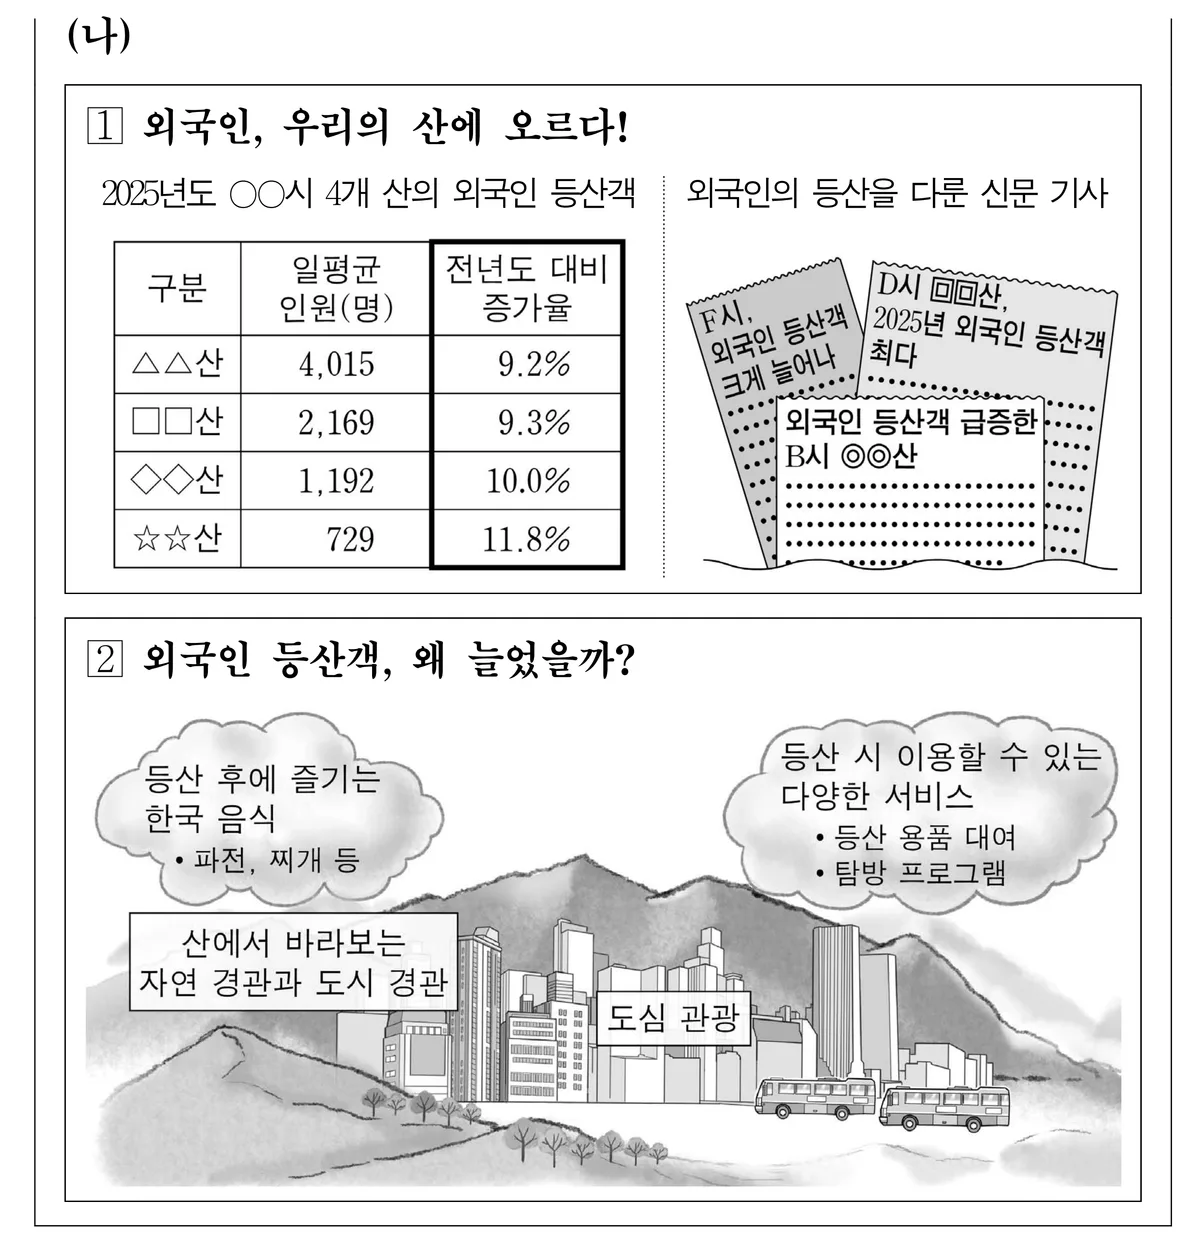 (나)
1 외국인, 우리의 산에 오르다!
2025년도 ○○시 4개 산의 외국인 등산객
구분 일평균 인원(명) 전년도 대비 증가율
△△산 4,015 9.2%
□□산 2,169 9.3%
◇◇산 1,192 10.0%
☆☆산 729 11.8%
외국인의 등산을 다룬 신문 기사
F시,
외국인 등산객
크게 늘어나
D시 回回산,
2025년 외국인 등산객
최다
외국인 등산객 급증한
B시 ◎◎산
2 외국인 등산객, 왜 늘었을까?
등산 후에 즐기는
한국 음식
• 파전, 찌개 등
등산 시 이용할 수 있는
다양한 서비스
• 등산 용품 대여
• 탐방 프로그램
산에서 바라보는
자연 경관과 도시 경관
도심 관광